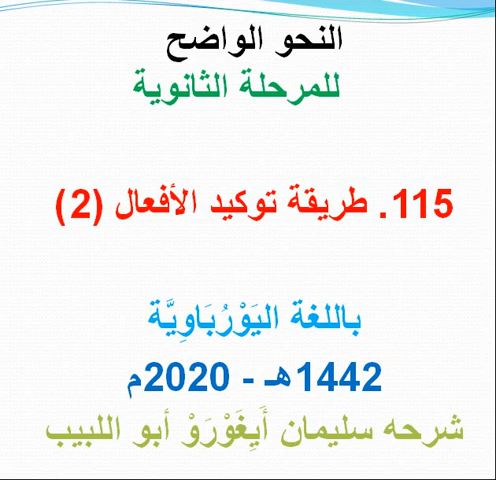 النحو الواضح
للمرحلة الثانوية
115. طريقة توكيد الأفعال (2)
باللغة اليَوْرُبَاوِيَّة
1442هـ - 2020م
شرحه سليمان أَيِغَوْرَوْ أبو اللبيب